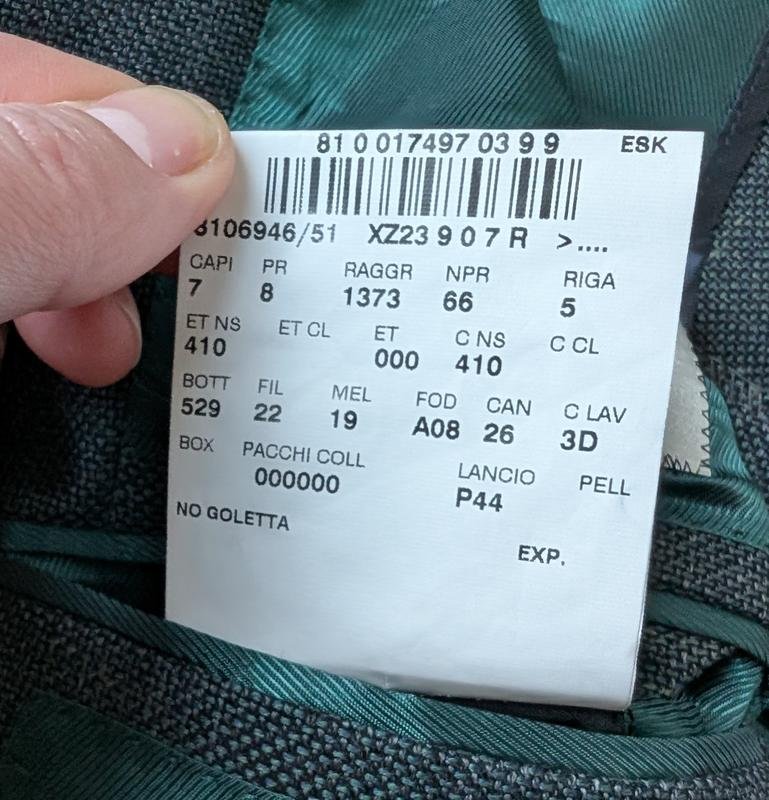 81 0 017497 03 9 9 ESK
8106946/51 XZ23 9 0 7 R >....
CAPI PR RAGGR NPR RIGA
7 8 1373 66 5
ET NS ET CL ET C NS C CL
410 000 410
BOTT FIL MEL FOD CAN C LAV
529 22 19 A08 26 3D
BOX PACCHI COLL LANCIO PELL
000000 P44
NO GOLETTA
EXP.